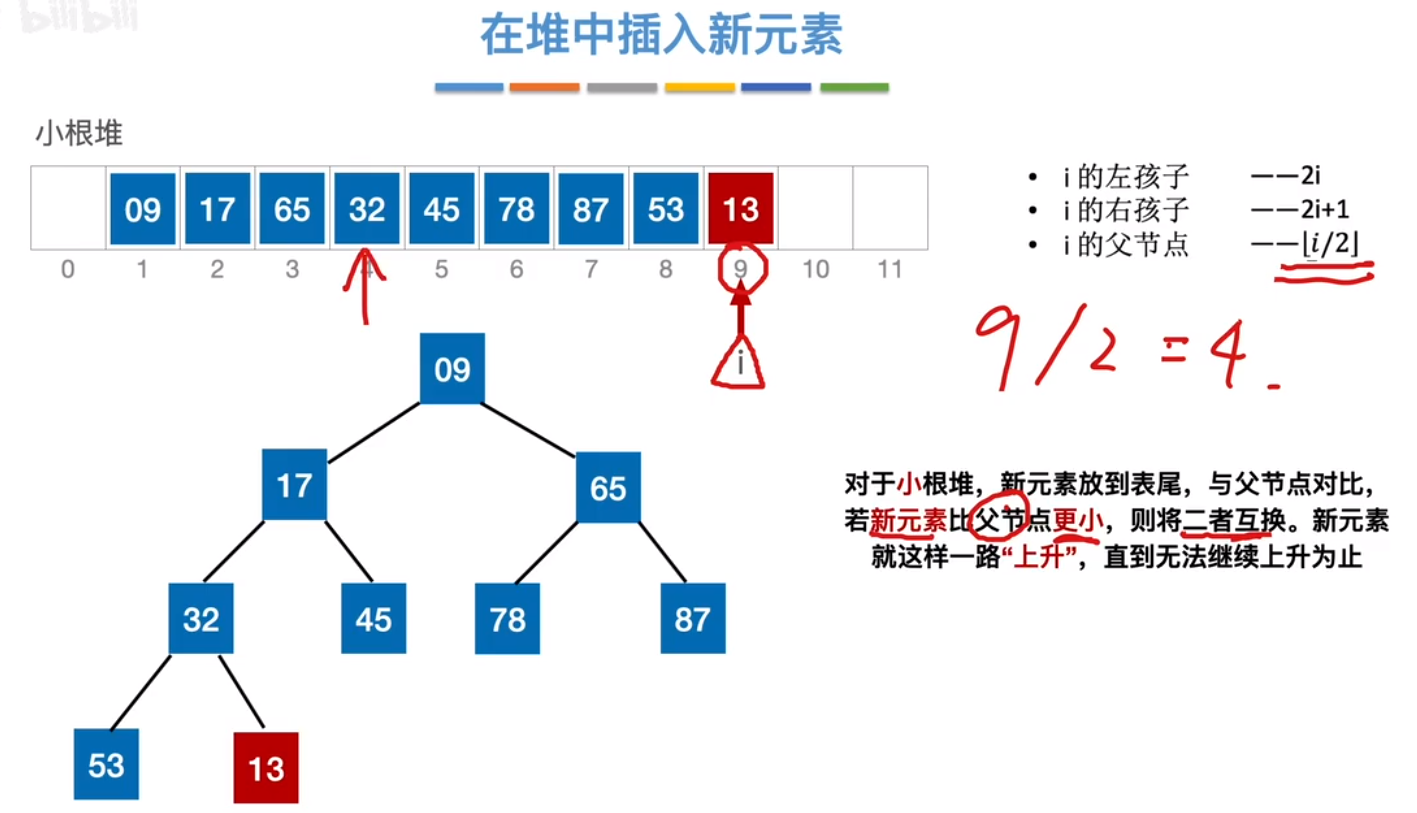 bilibili
在堆中插入新元素
小根堆
09 17 65 32 45 78 87 53 13
0 1 2 3 4 5 6 7 8 9 10 11
• i 的左孩子 ——2i
• i 的右孩子 ——2i+1
• i 的父节点 ——⌊i/2⌋
i
9/2=4.
09
17 65
32 45 78 87
53 13
对于小根堆，新元素放到表尾，与父节点对比，
若新元素比父节点更小，则将二者互换。新元素
就这样一路“上升”，直到无法继续上升为止